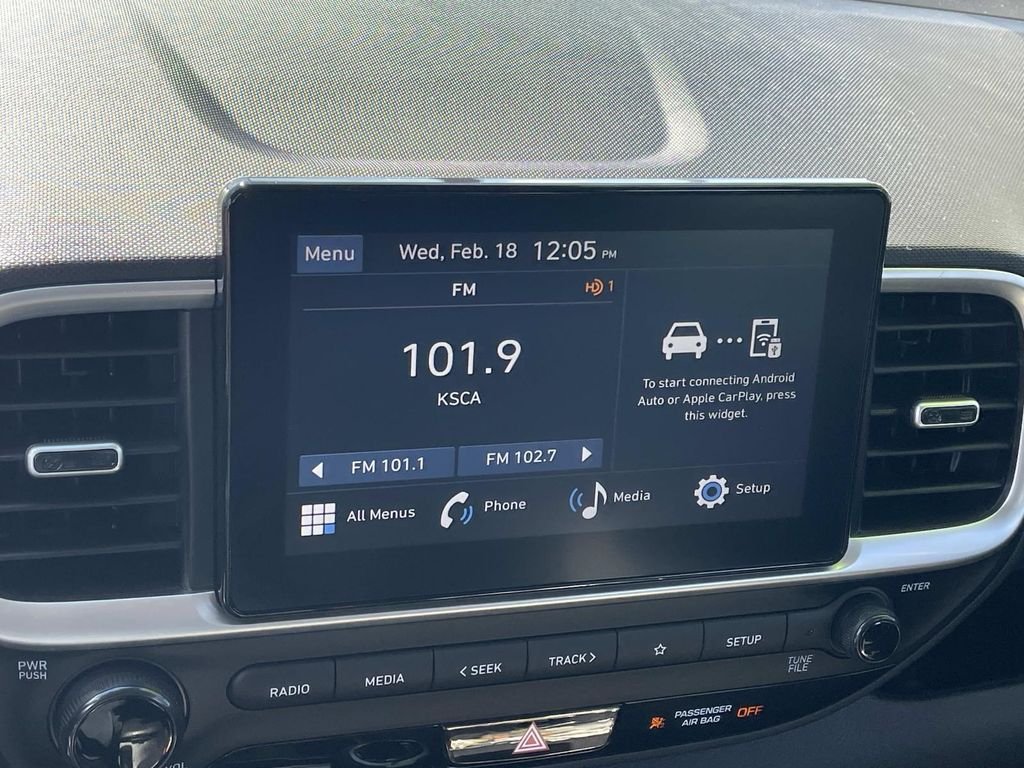 Menu
Wed, Feb. 18 12:05 PM
FM
HD 1
101.9
KSCA
To start connecting Android
Auto or Apple CarPlay, press
this widget.
FM 101.1
FM 102.7
All Menus
Phone
Media
Setup
ENTER
PWR
PUSH
RADIO
MEDIA
< SEEK
TRACK >
SETUP
TUNE
FILE
VOL
PASSENGER
AIR BAG
OFF